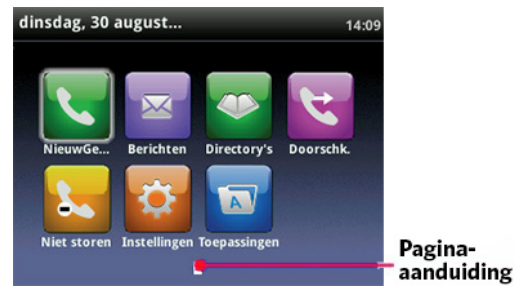 dinsdag, 30 august...
14:09
NieuwGe... Berichten Directory's Doorschk.
A
Niet storen Instellingen Toepassingen
Pagina-
aanduiding